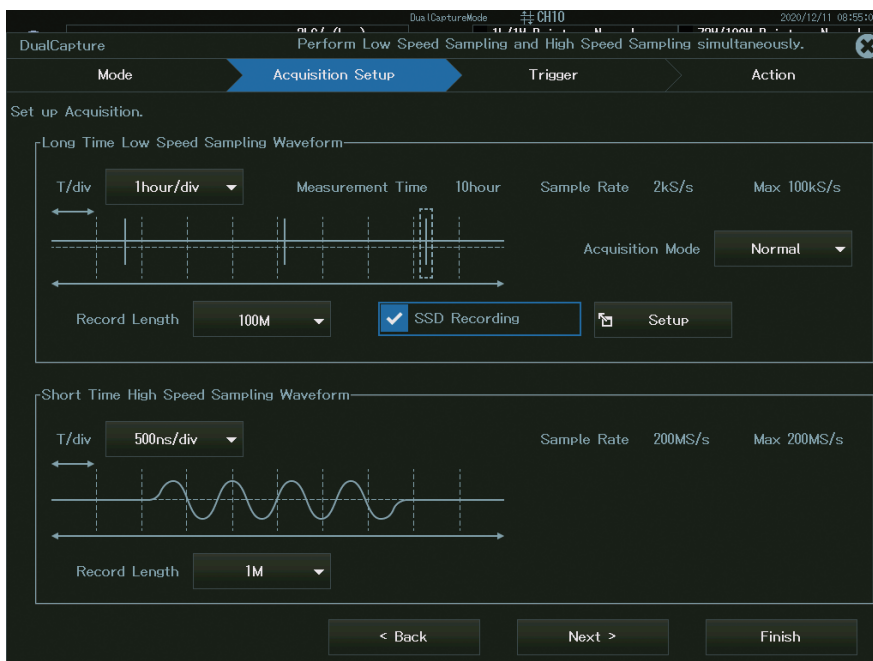 DualCaptureMode CH10 2020/12/11 08:55:0
DualCapture Perform Low Speed Sampling and High Speed Sampling simultaneously.
Mode Acquisition Setup Trigger Action
Set up Acquisition.
Long Time Low Speed Sampling Waveform
T/div 1hour/div Measurement Time 10hour Sample Rate 2kS/s Max 100kS/s
Acquisition Mode Normal
Record Length 100M SSD Recording Setup
Short Time High Speed Sampling Waveform
T/div 500ns/div Sample Rate 200MS/s Max 200MS/s
Record Length 1M
< Back Next > Finish